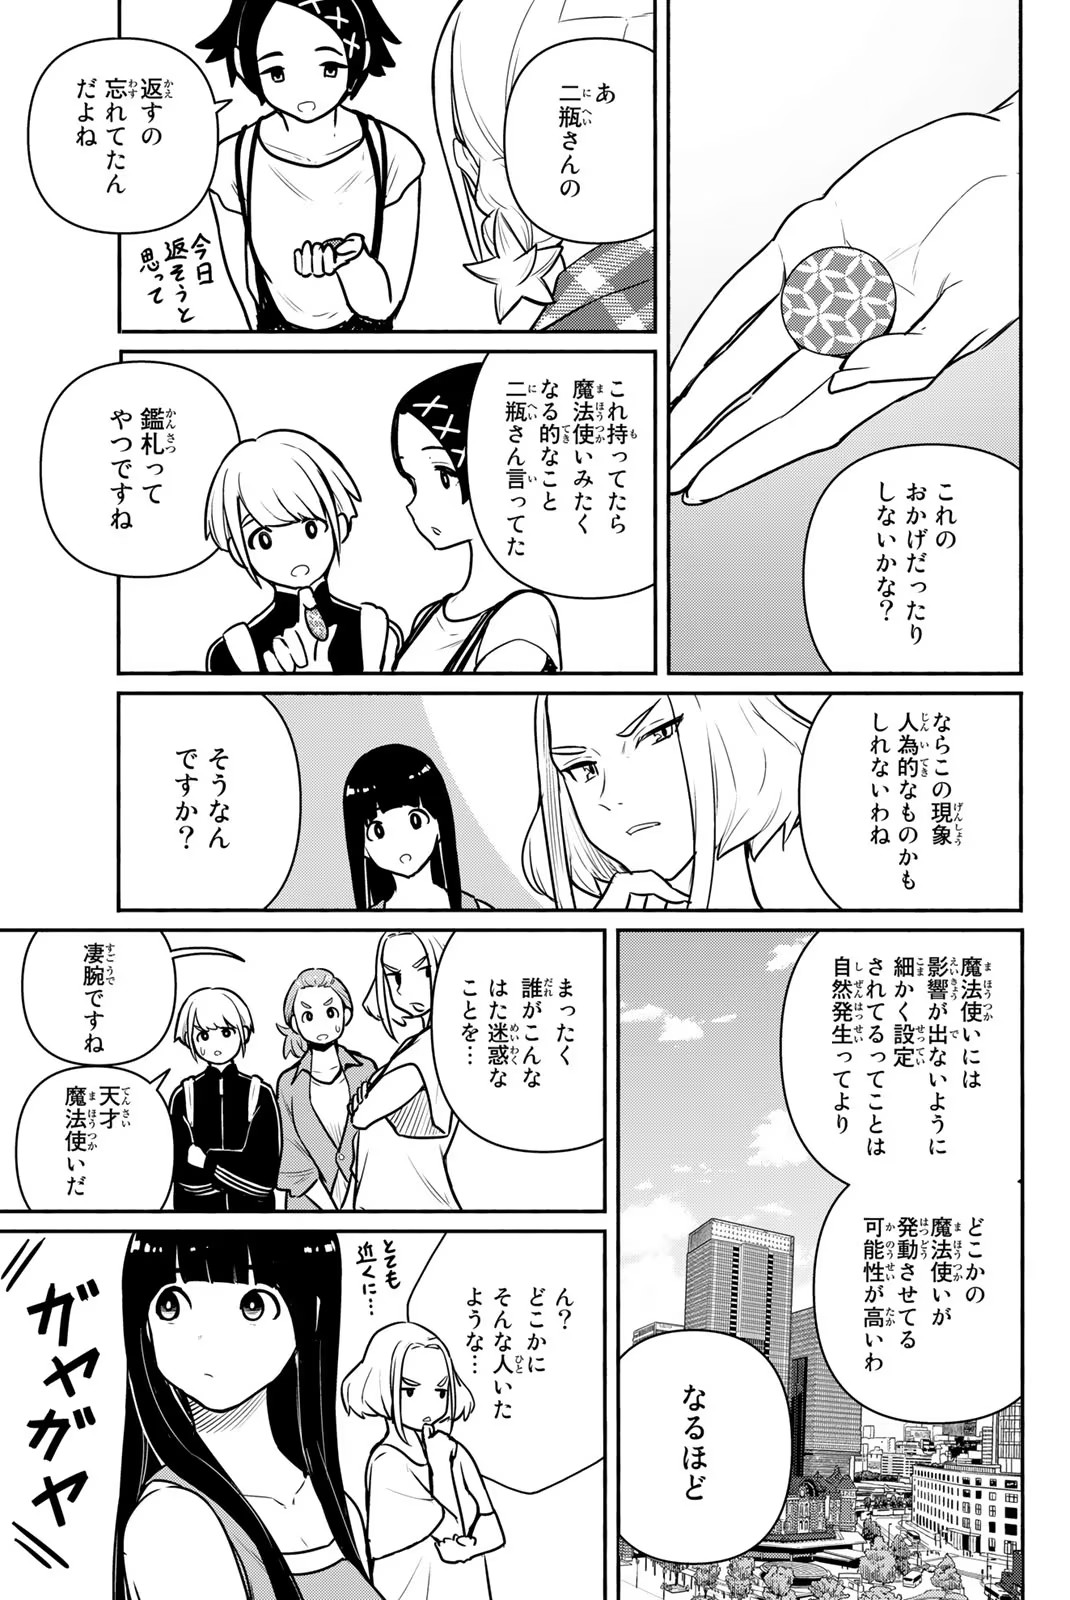 これの
おかげだったり
しないかな?
あ
二瓶さんの
返すの
忘れてたん
だよね
今日
返そうと
思って
これ持ってたら
魔法使いみたく
なる的なこと
二瓶さん言ってた
鑑札って
やつですね
ならこの現象
人為的なものかも
しれないわね
そうなん
ですか?
魔法使いには
影響が出ないように
細かく設定
されてるってことは
自然発生ってより
どこかの
魔法使いが
発動させてる
可能性が高いわ
なるほど
まったく
誰がこんな
はた迷惑な
ことを…
凄腕ですね
天才
魔法使いだ
ん?
どこかに
そんな人いた
ような…
とても
近くに…
ガヤガヤ